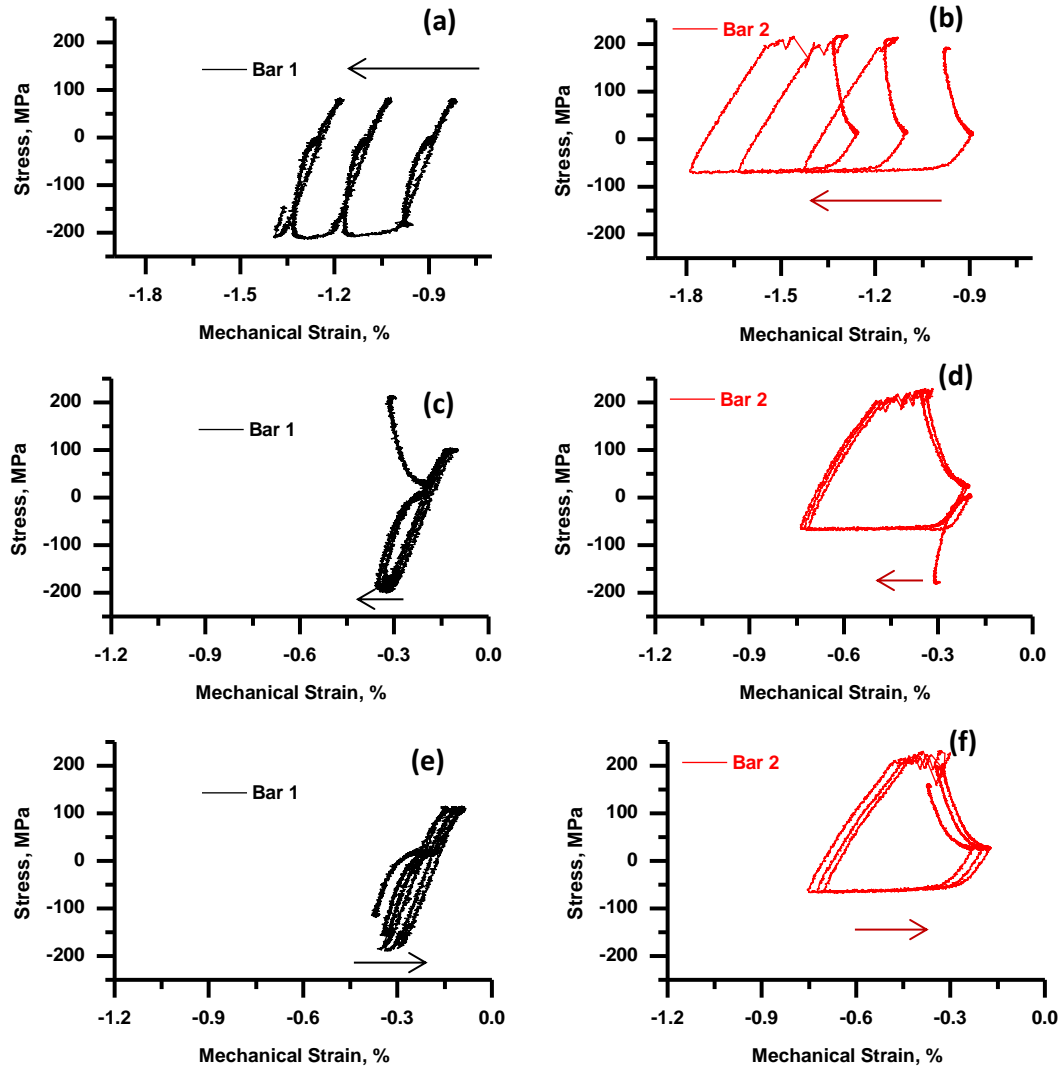 (a)
Bar 1
Stress, MPa
200
100
0
-100
-200
-1.8 -1.5 -1.2 -0.9
Mechanical Strain, %
(b)
Bar 2
Stress, MPa
200
100
0
-100
-200
-1.8 -1.5 -1.2 -0.9
Mechanical Strain, %
(c)
Bar 1
Stress, MPa
200
100
0
-100
-200
-1.2 -0.9 -0.6 -0.3 0.0
Mechanical Strain, %
(d)
Bar 2
Stress, MPa
200
100
0
-100
-200
-1.2 -0.9 -0.6 -0.3 0.0
Mechanical Strain, %
(e)
Bar 1
Stress, MPa
200
100
0
-100
-200
-1.2 -0.9 -0.6 -0.3 0.0
Mechanical Strain, %
(f)
Bar 2
Stress, MPa
200
100
0
-100
-200
-1.2 -0.9 -0.6 -0.3 0.0
Mechanical Strain, %